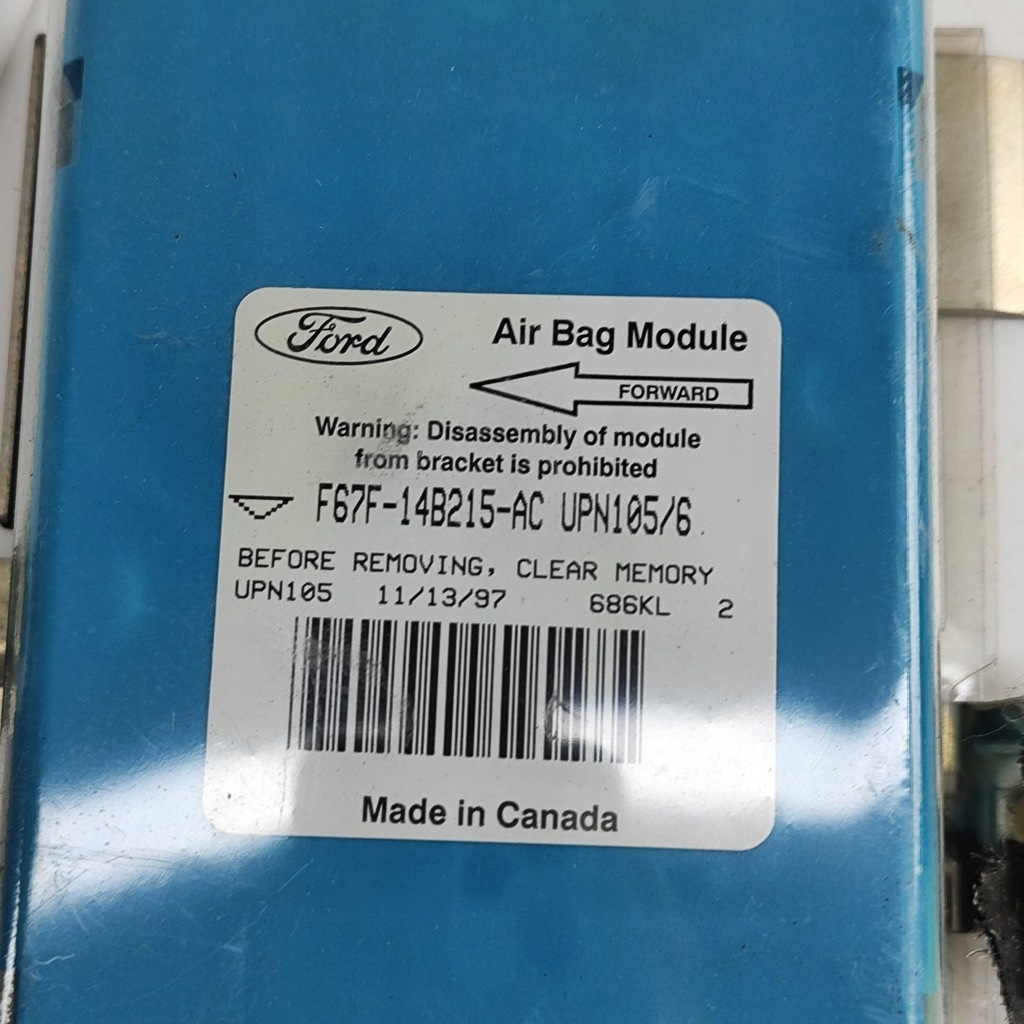 Ford
Air Bag Module
FORWARD
Warning: Disassembly of module
from bracket is prohibited
F67F-14B215-AC UPN105/6
BEFORE REMOVING, CLEAR MEMORY
UPN105 11/13/97 686KL 2
Made in Canada